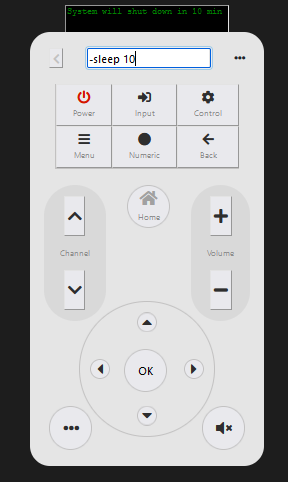 System will shut down in 10 min
-sleep 10
Power
Input
Control
Menu
Numeric
Back
Home
Channel
Volume
OK